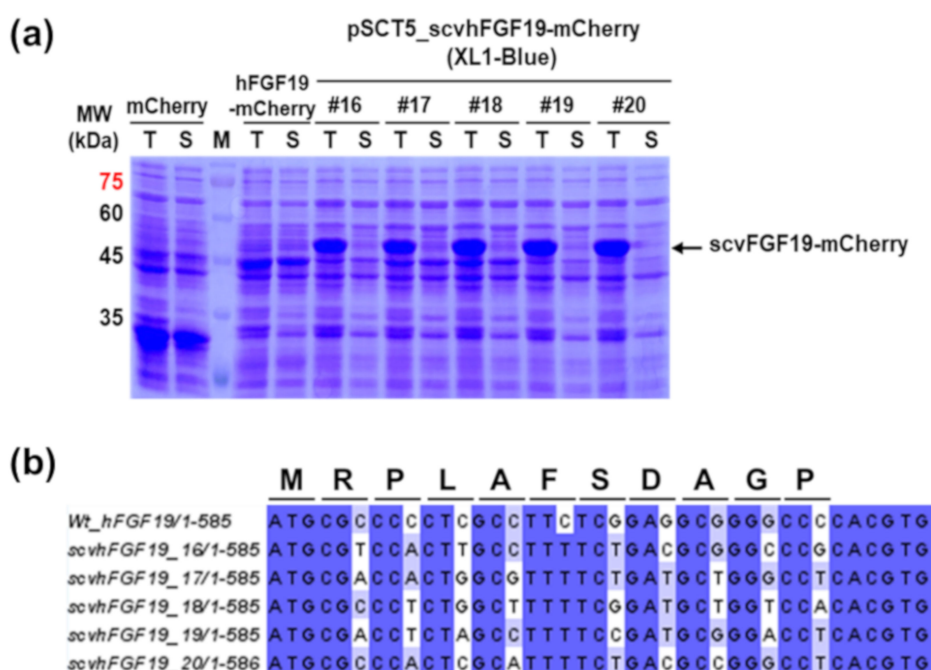 (a)
pSCT5_scvhFGF19-mCherry
(XL1-Blue)
MW
(kDa)
mCherry
hFGF19
-mCherry
#16 #17 #18 #19 #20
T S M T S T S T S T S T S T S
75
60
45
35
scvFGF19-mCherry
(b)
M R P L A F S D A G P
Wt_hFGF19/1-585 ATGCGCCCCCTCGCCTTCTCGGAGGCGGGGCCCCACGTG
scvhFGF19_16/1-585 ATGCGTCCACTTGCCTTTTCTGACGCGGGCCCGCACGTG
scvhFGF19_17/1-585 ATGCGACCACTGGCGTTTTCTGATGCTGGGCCTCACGTG
scvhFGF19_18/1-585 ATGCGCCCTCTGGCTTTTTCGGATGCTGGTCCACACGTG
scvhFGF19_19/1-585 ATGCGACCTCTAGCCTTTTCCGATGCGGGACCTCACGTG
scvhFGF19_20/1-586 ATGCGCCCACTCGCATTTTCTGACGCCGGGCCTCACGTG